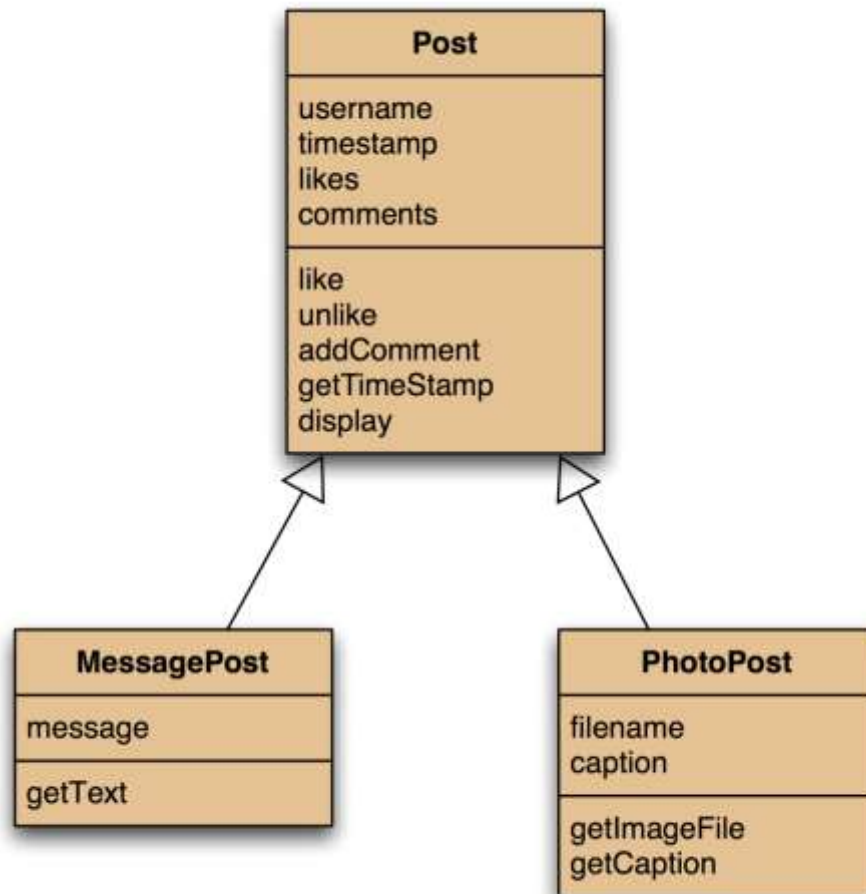 Post
username
timestamp
likes
comments
like
unlike
addComment
getTimeStamp
display
MessagePost
message
getText
PhotoPost
filename
caption
getImageFile
getCaption